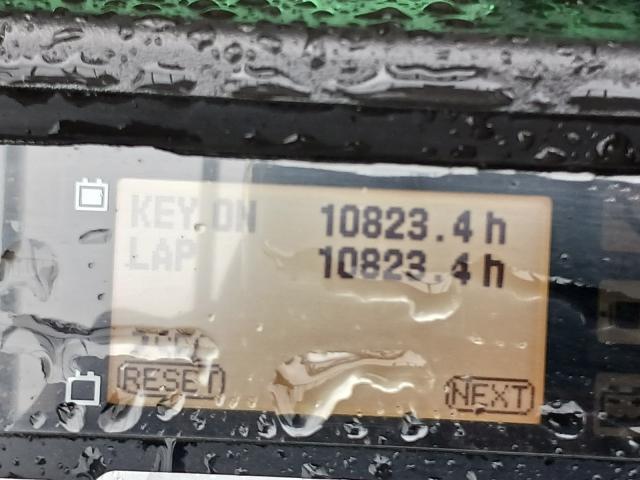 KEY ON 10823.4 h
LAP 10823.4 h
RESET NEXT